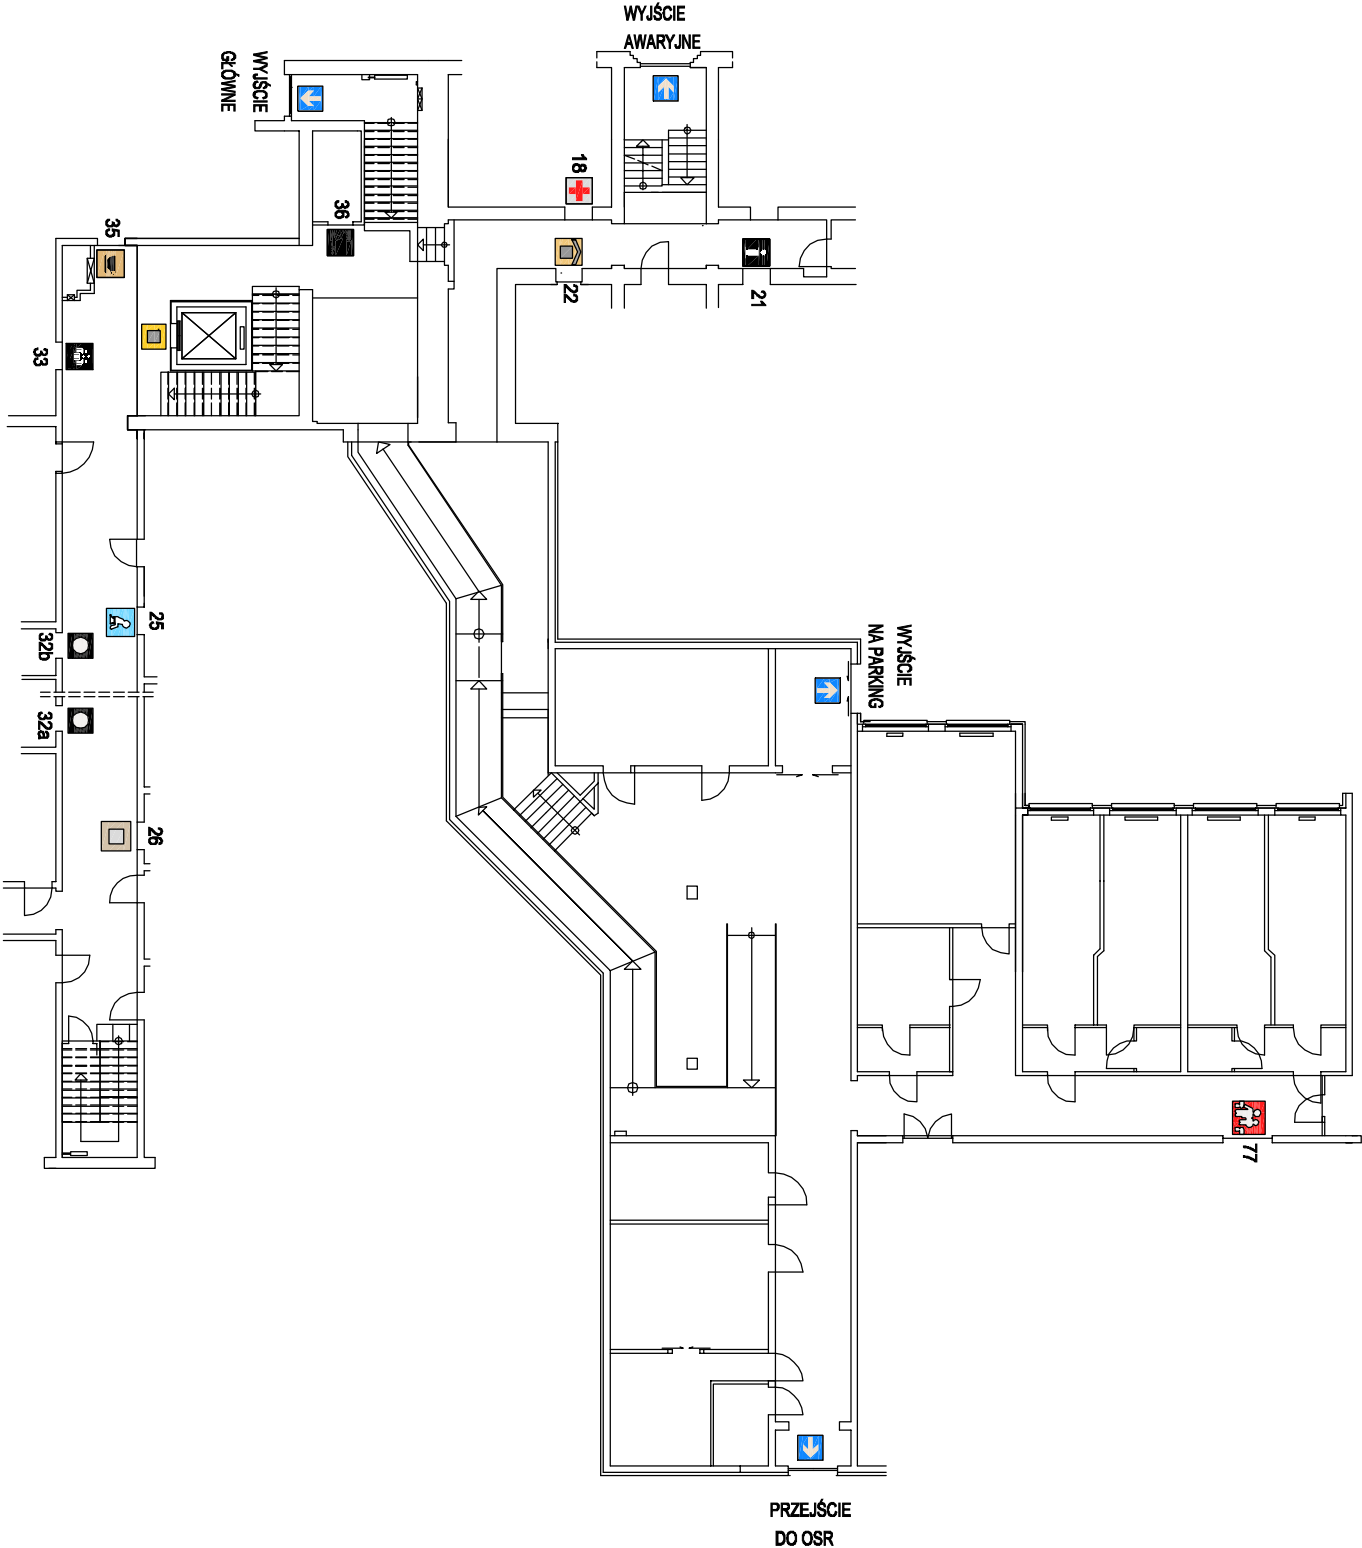 WYJŚCIE
AWARYJNE
WYJŚCIE
GŁÓWNE
18
36
35
22
21
33
25
32b
WYJŚCIE
NA PARKING
32a
26
77
PRZEJŚCIE
DO OSR